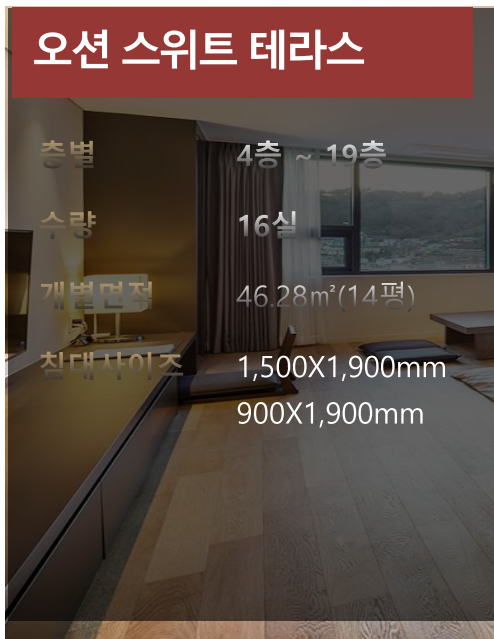 오션 스위트 테라스
층별 4층 ~ 19층
수량 16실
개별면적 46.28㎡(14평)
침대사이즈 1,500X1,900mm
900X1,900mm